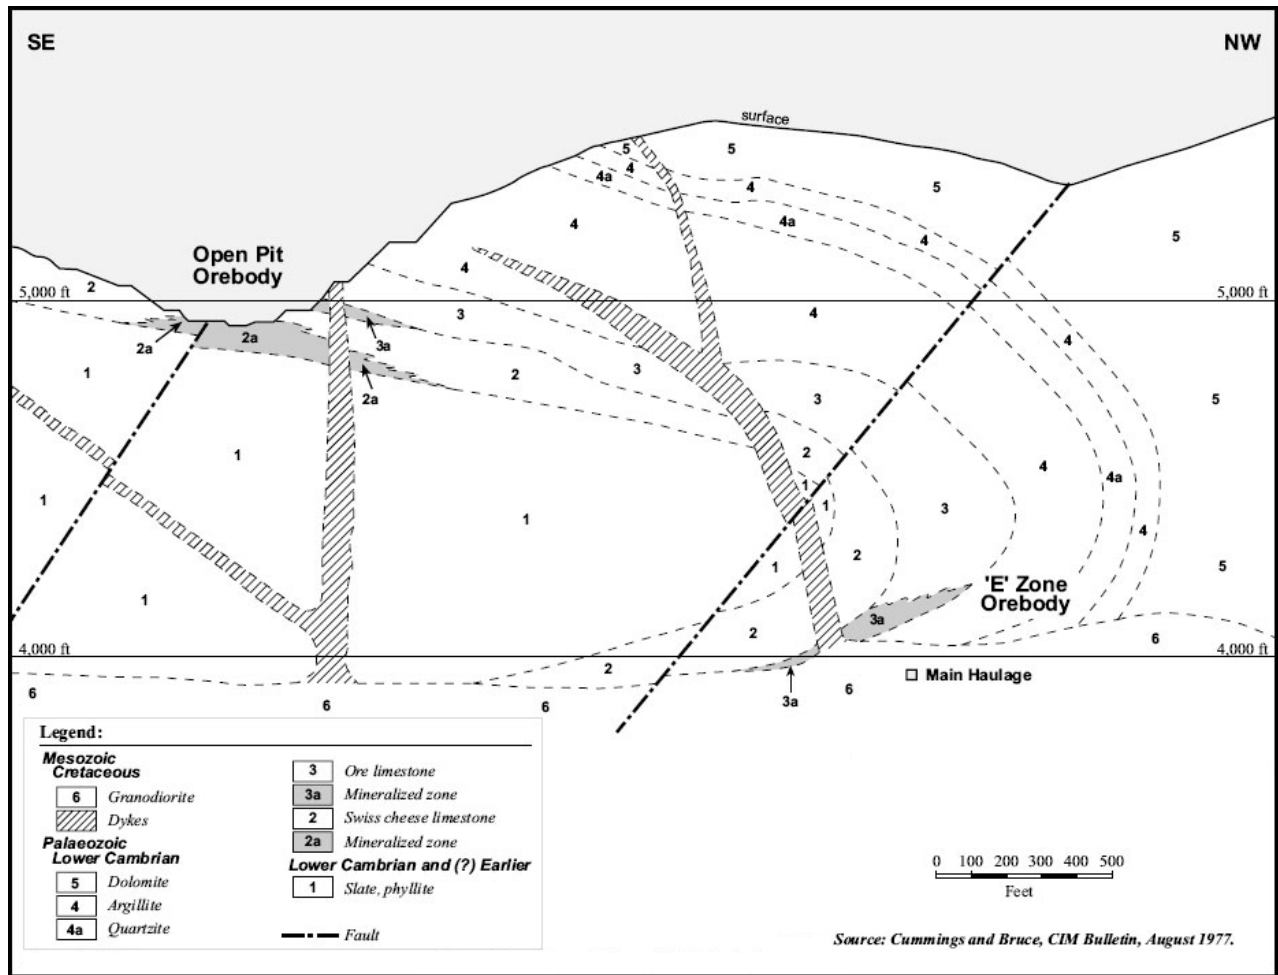 SE
NW
surface
5
5
4
4a
4
5
4a
4
4
5
Open Pit
Orebody
4
2
5,000 ft
5,000 ft
3
4
2a
2a
3a
4
1
2
3
2a
3
5
1
2
4
4a
1
1
1
3
1
4
2
1
5
1
'E' Zone
Orebody
3a
2
6
4,000 ft
4,000 ft
2
Main Haulage
6
3a
6
6
6
Legend:
Mesozoic
Cretaceous
6 Granodiorite
Dykes
Palaeozoic
Lower Cambrian
5 Dolomite
4 Argillite
4a Quartzite
3 Ore limestone
3a Mineralized zone
2 Swiss cheese limestone
2a Mineralized zone
Lower Cambrian and (?) Earlier
1 Slate, phyllite
Fault
0 100 200 300 400 500
Feet
Source: Cummings and Bruce, CIM Bulletin, August 1977.